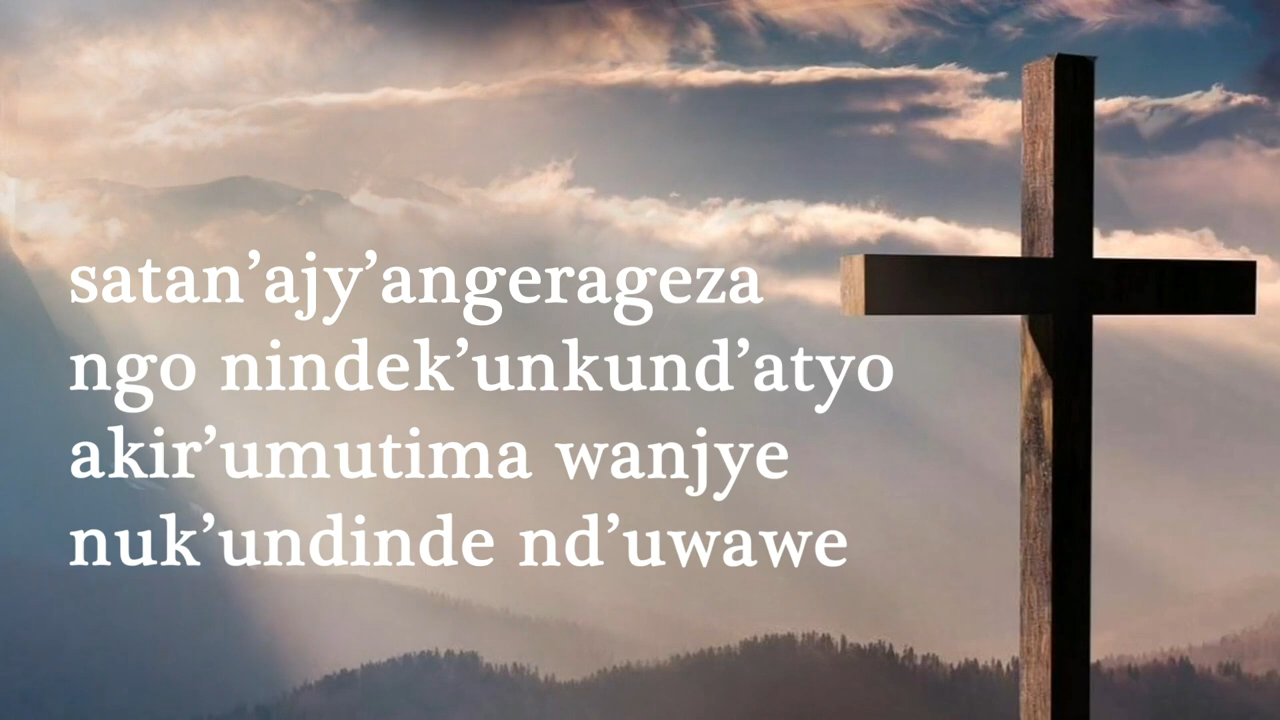 satan’ajy’angerageza
ngo nindek’unkund’atyo
akir’umutima wanjye
nuk’undinde nd’uwawe